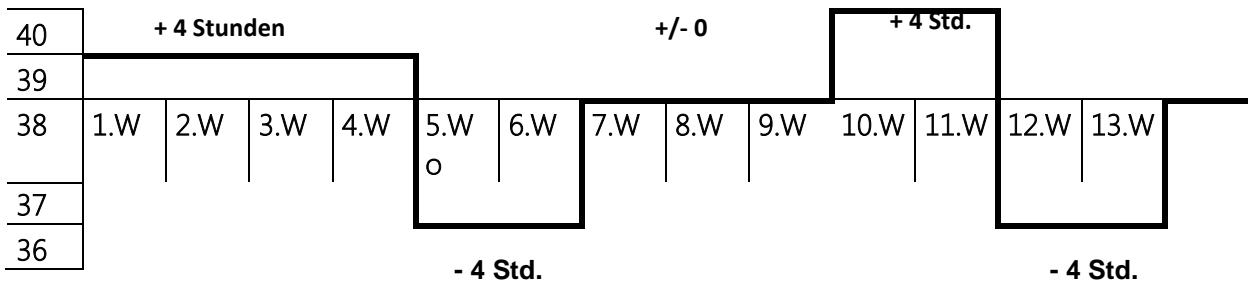 40 + 4 Stunden +/- 0 + 4 Std.
39
38 1.W 2.W 3.W 4.W 5.W 6.W 7.W 8.W 9.W 10.W 11.W 12.W 13.W
o
37
36
- 4 Std. - 4 Std.